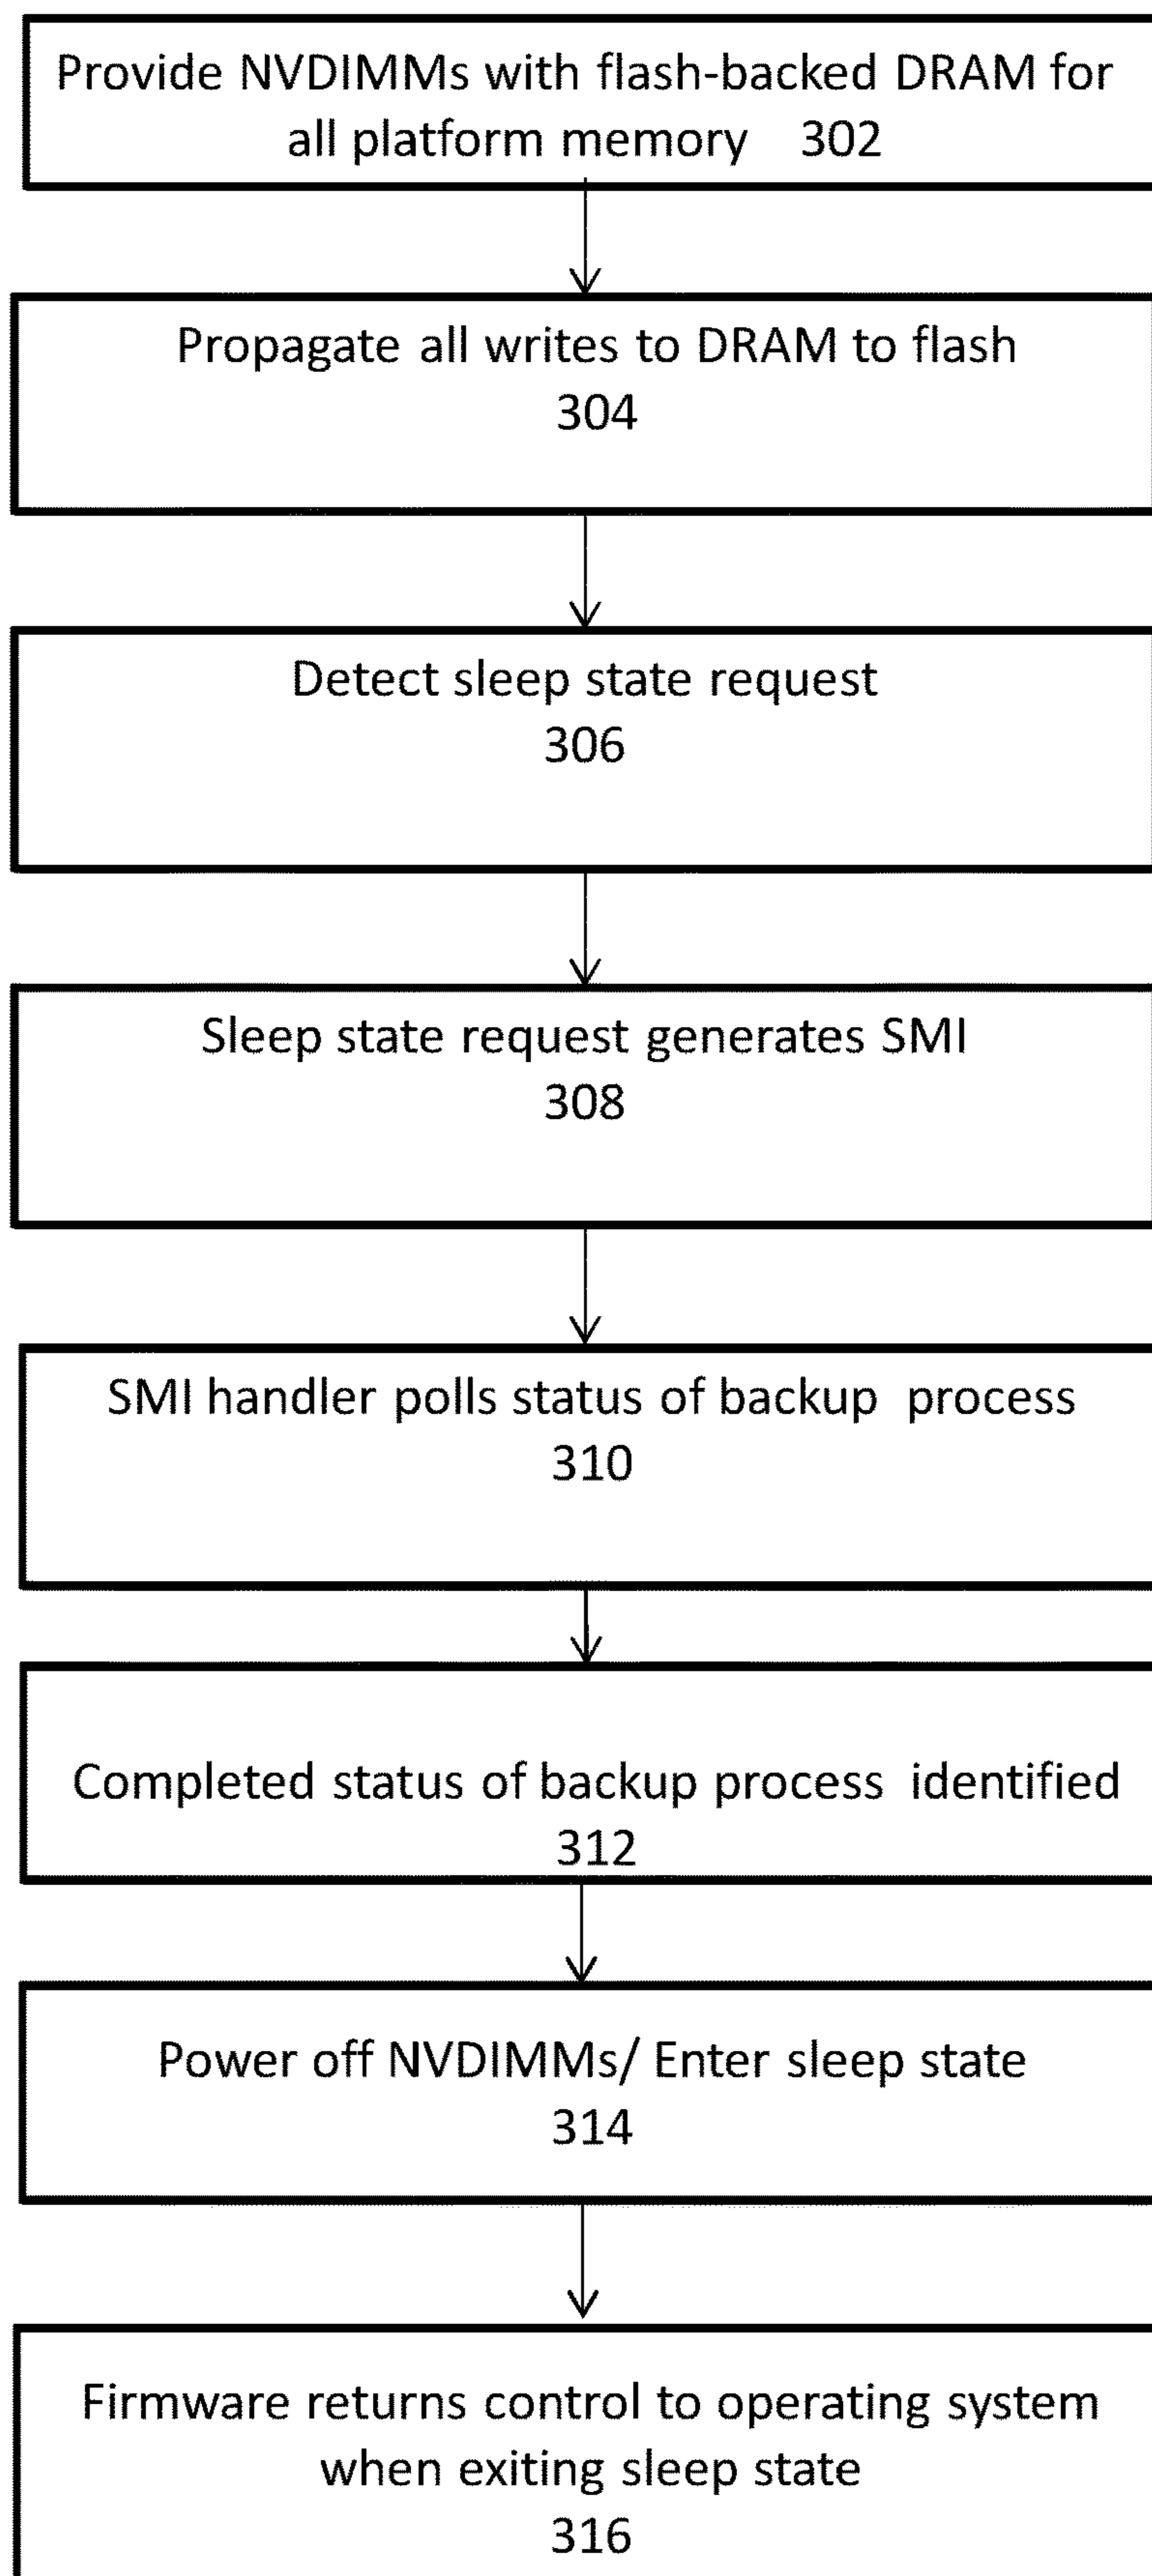 Provide NVDIMMs with flash-backed DRAM for
all platform memory 302
Propagate all writes to DRAM to flash
304
Detect sleep state request
306
Sleep state request generates SMI
308
SMI handler polls status of backup process
310
Completed status of backup process identified
312
Power off NVDIMMs/ Enter sleep state
314
Firmware returns control to operating system
when exiting sleep state
316